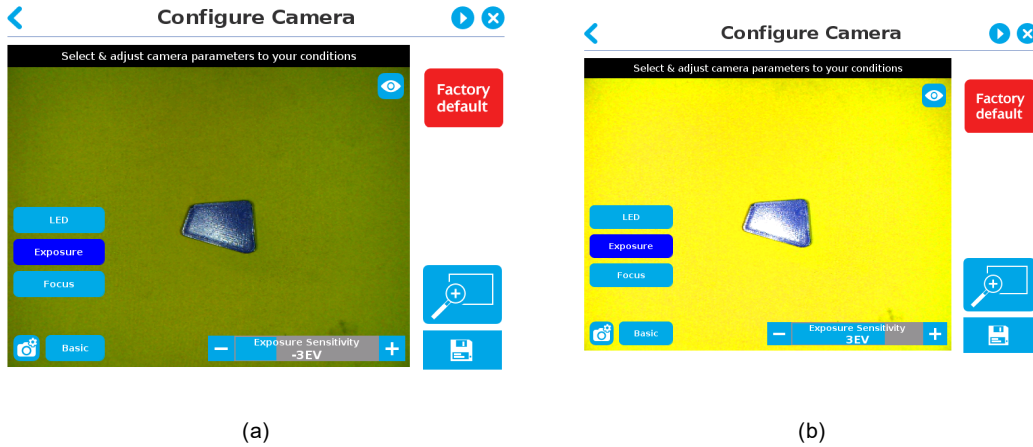 Configure Camera
Select & adjust camera parameters to your conditions
Factory
default
LED
Exposure
Focus
Basic
Exposure Sensitivity
-3EV
(a)
Configure Camera
Select & adjust camera parameters to your conditions
Factory
default
LED
Exposure
Focus
Basic
Exposure Sensitivity
3EV
(b)